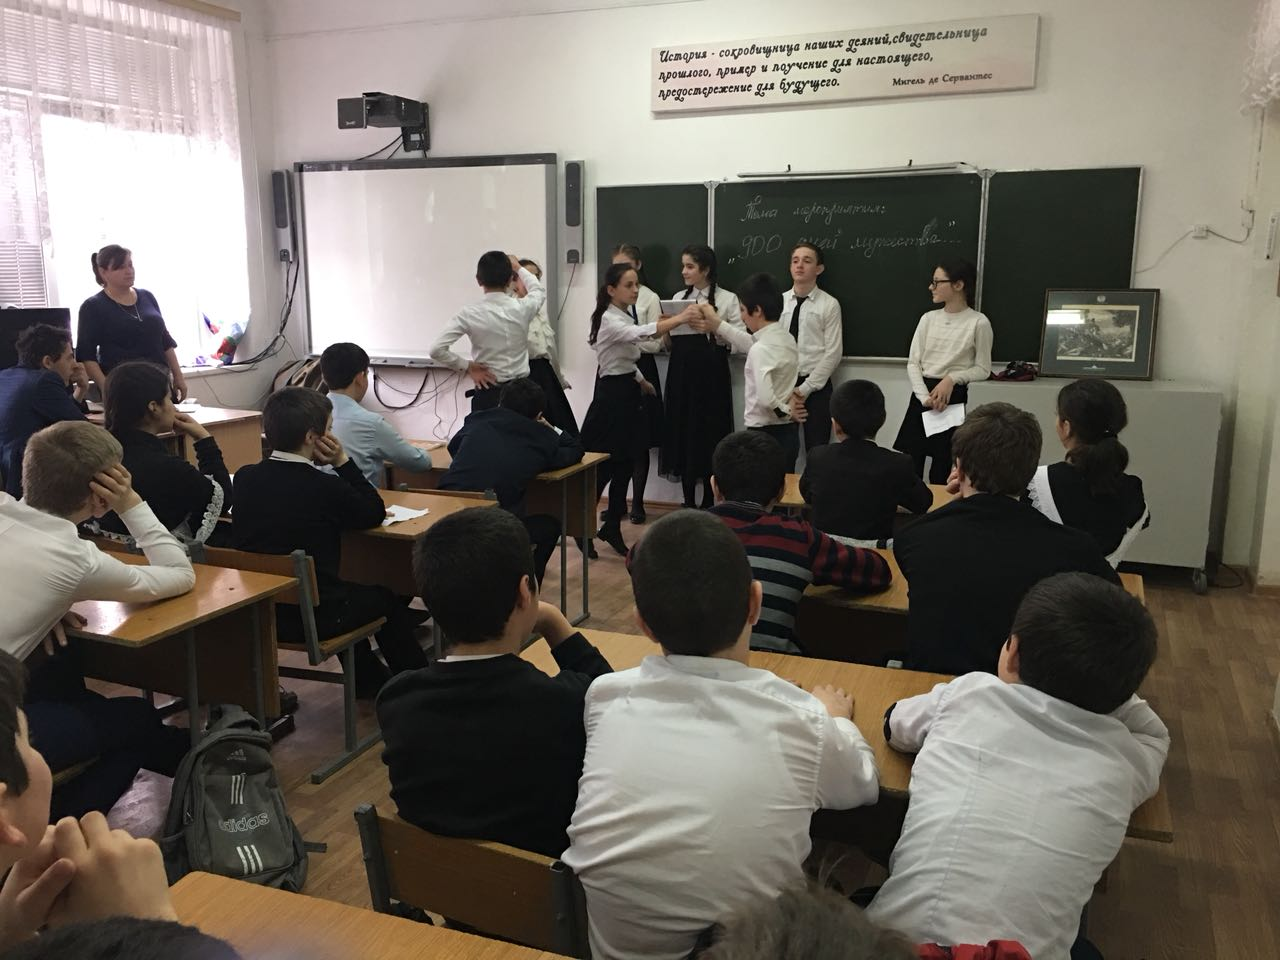 История - сокровищница наших деяний,свидетельница
прошлого, пример и поучение для настоящего,
предостережение для будущего.
Мигель де Сервантес
Тема мероприятия:
„900 дней мужества..."
adidas